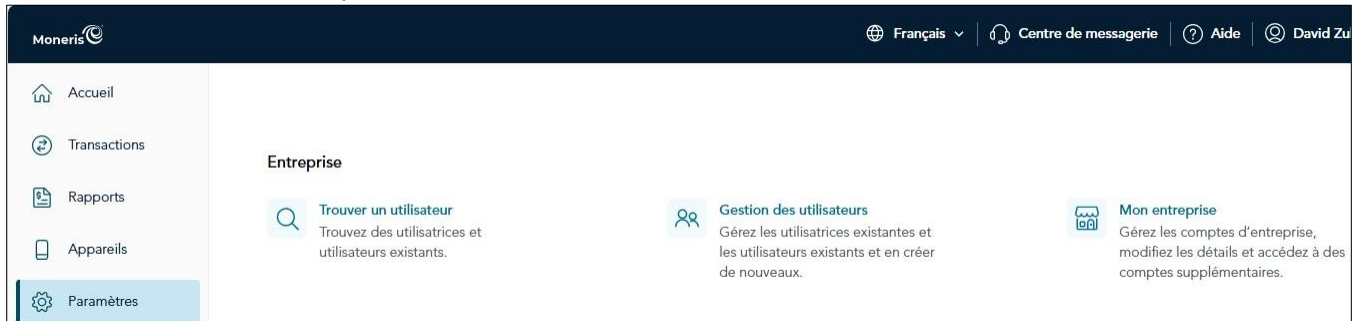 Moneris
Français
Centre de messagerie
Aide
David Zu
Accueil
Transactions
Rapports
Appareils
Paramètres
Entreprise
Trouver un utilisateur
Trouvez des utilisatrices et
utilisateurs existants.
Gestion des utilisateurs
Gérez les utilisatrices existantes et
les utilisateurs existants et en créer
de nouveaux.
Mon entreprise
Gérez les comptes d'entreprise,
modifiez les détails et accédez à des
comptes supplémentaires.